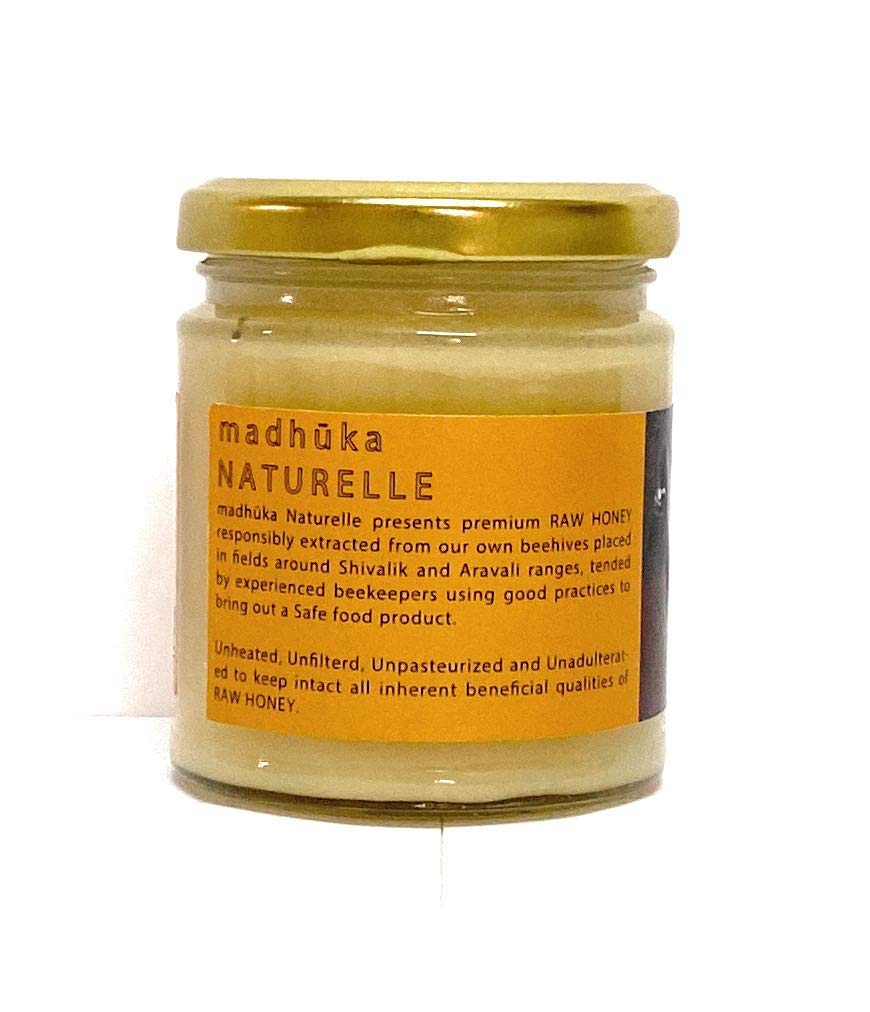 madhūka
NATURELLE
madhūka Naturelle presents premium RAW HONEY
responsibly extracted from our own beehives placed
in fields around Shivalik and Aravali ranges, tended
by experienced beekeepers using good practices to
bring out a Safe food product.
Unheated, Unfilterd, Unpasteurized and Unadulterat-
ed to keep intact all inherent beneficial qualities of
RAW HONEY.